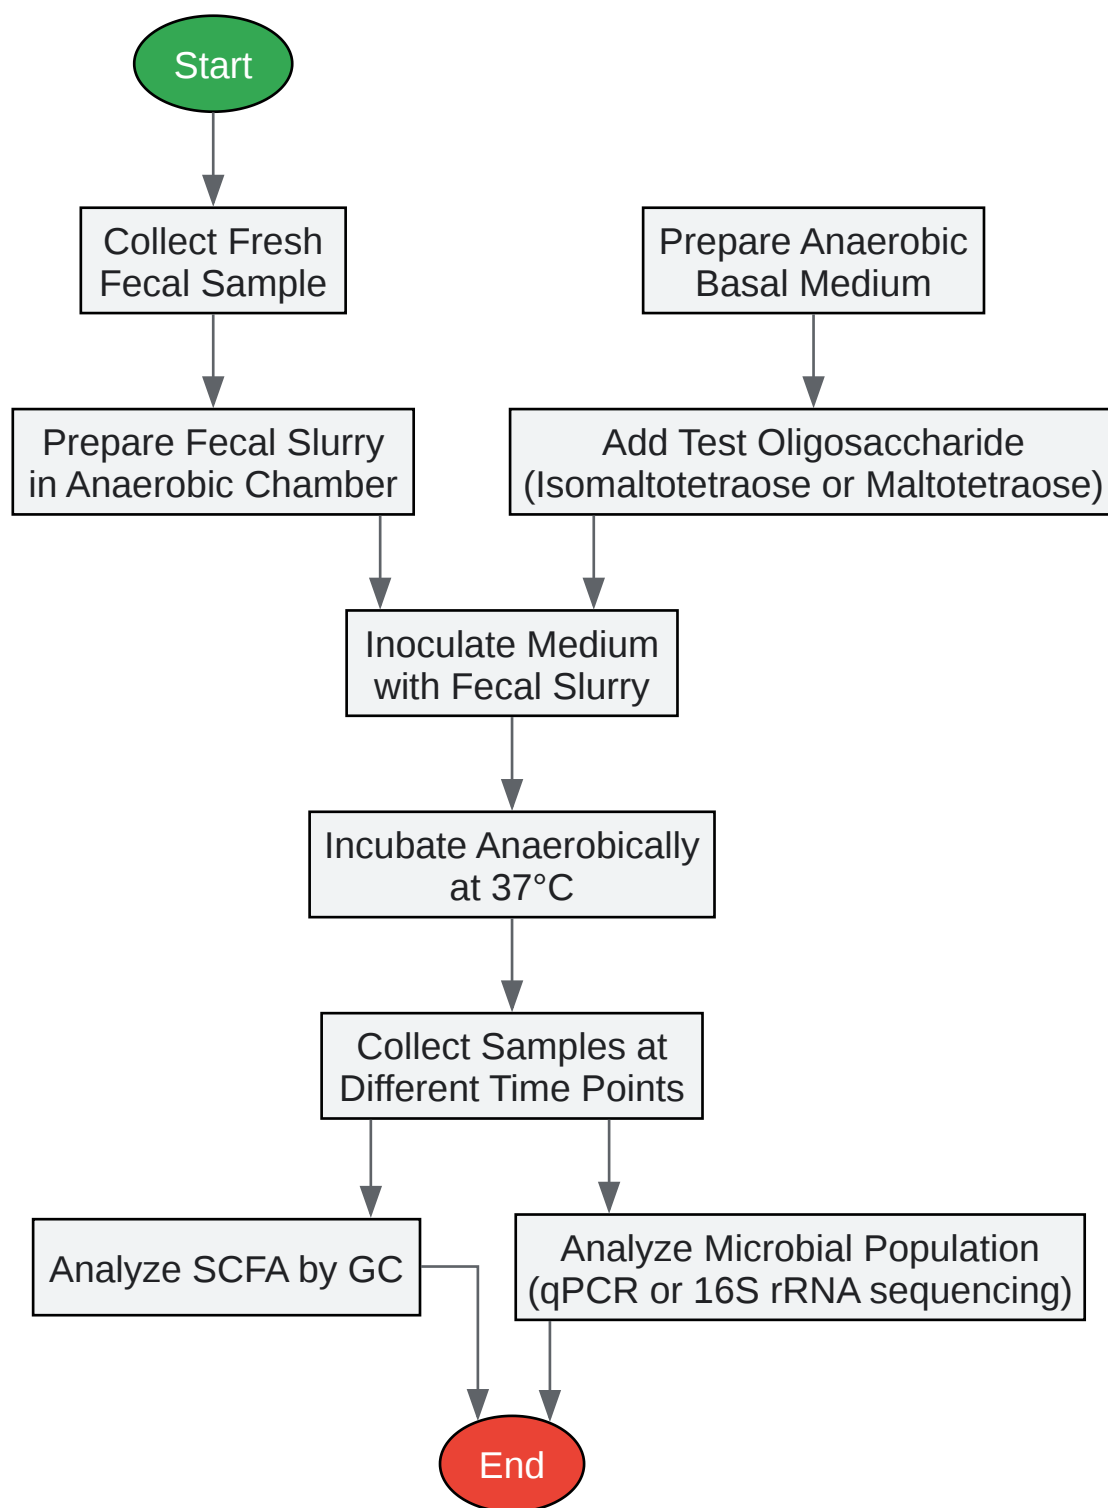 Start
Collect Fresh
Fecal Sample
Prepare Anaerobic
Basal Medium
Prepare Fecal Slurry
in Anaerobic Chamber
Add Test Oligosaccharide
(Isomaltotetraose or Maltotetraose)
Inoculate Medium
with Fecal Slurry
Incubate Anaerobically
at 37°C
Collect Samples at
Different Time Points
Analyze SCFA by GC
Analyze Microbial Population
(qPCR or 16S rRNA sequencing)
End